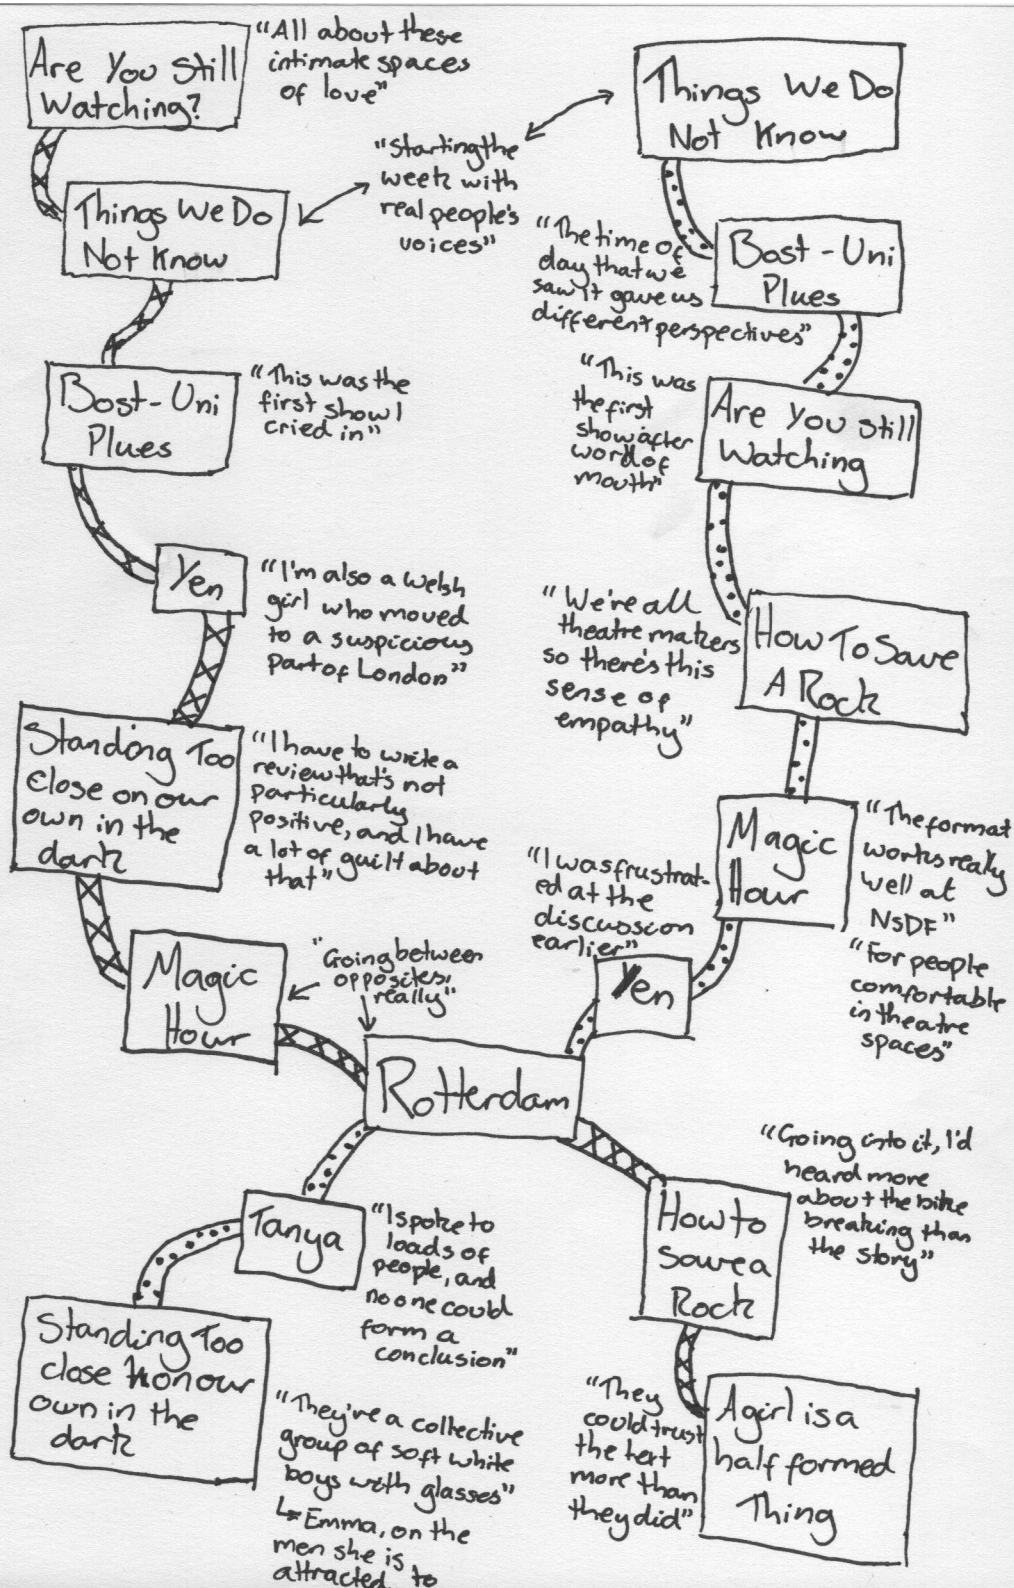 Are You Still
Watching?
"All about these
intimate spaces
of love"
Things We Do
Not Know
"Starting the
week with
real people's
voices"
Things We Do
Not Know
Bost-Uni
Plues
"The time of
day that we
saw it gave us
different perspectives"
Bost-Uni
Plues
"This was the
first show I
cried in"
"This was
the first
show after
word of
mouth"
Are You Still
Watching
Yen
"I'm also a Welsh
girl who moved
to a suspicious
part of London"
"We're all
theatre makers
so there's this
sense of
empathy"
How To Save
A Rock
Standing Too
Close on our
own in the
dark
"I have to write a
review that's not
particularly
positive, and I have
a lot of guilt about
that"
Magic
Hour
"The format
works really
well at
NSDF"
"For people
comfortable
in theatre
spaces"
"I was frustrat-
ed at the
discussion
earlier"
Yen
Magic
Hour
"Going between
opposites,
really"
Rotterdam
Tanya
"I spoke to
loads of
people, and
no one could
form a
conclusion"
How to
Save a
Rock
"Going into it, I'd
heard more
about the bike
breaking than
the story"
Standing Too
close on our
own in the
dark
"They're a collective
group of soft white
boys with glasses"
↳ Emma, on the
men she is
attracted to
"They
could trust
the text
more than
they did"
A girl is a
half formed
Thing